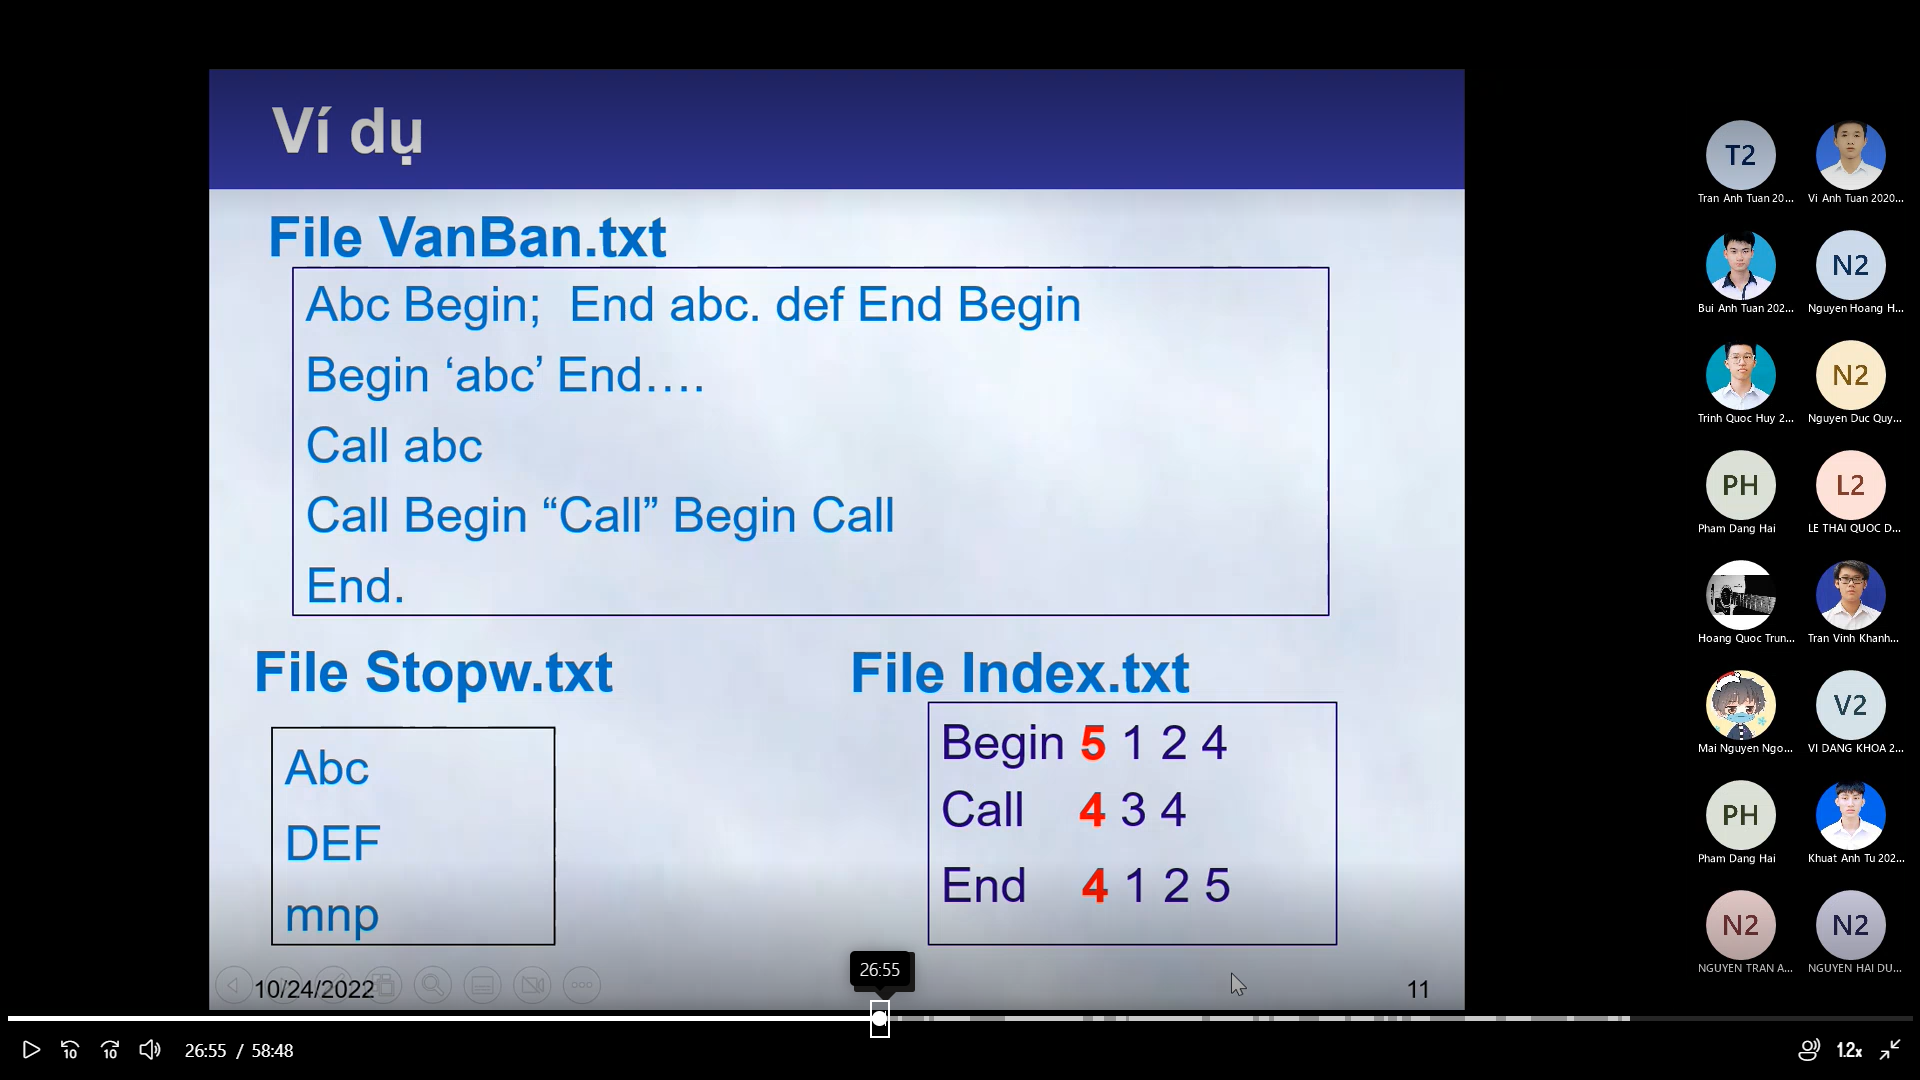 Ví dụ
File VanBan.txt
Abc Begin;  End abc. def End Begin
Begin ‘abc’ End….
Call abc
Call Begin “Call” Begin Call
End.
File Stopw.txt
Abc
DEF
mnp
File Index.txt
Begin 5 1 2 4
Call 4 3 4
End 4 1 2 5
10/24/2022
11
T2
Tran Anh Tuan 20...
Vi Anh Tuan 2020...
Bui Anh Tuan 202...
N2
Nguyen Hoang H...
Trinh Quoc Huy 2...
N2
Nguyen Duc Quy...
PH
Pham Dang Hai
L2
LE THAI QUOC D...
Hoang Quoc Trun...
Tran Vinh Khanh...
Mai Nguyen Ngo...
V2
VI DANG KHOA 2...
PH
Pham Dang Hai
Khuat Anh Tu 202...
N2
NGUYEN TRAN A...
N2
NGUYEN HAI DU...
26:55
10
10
26:55 / 58:48
1.2x